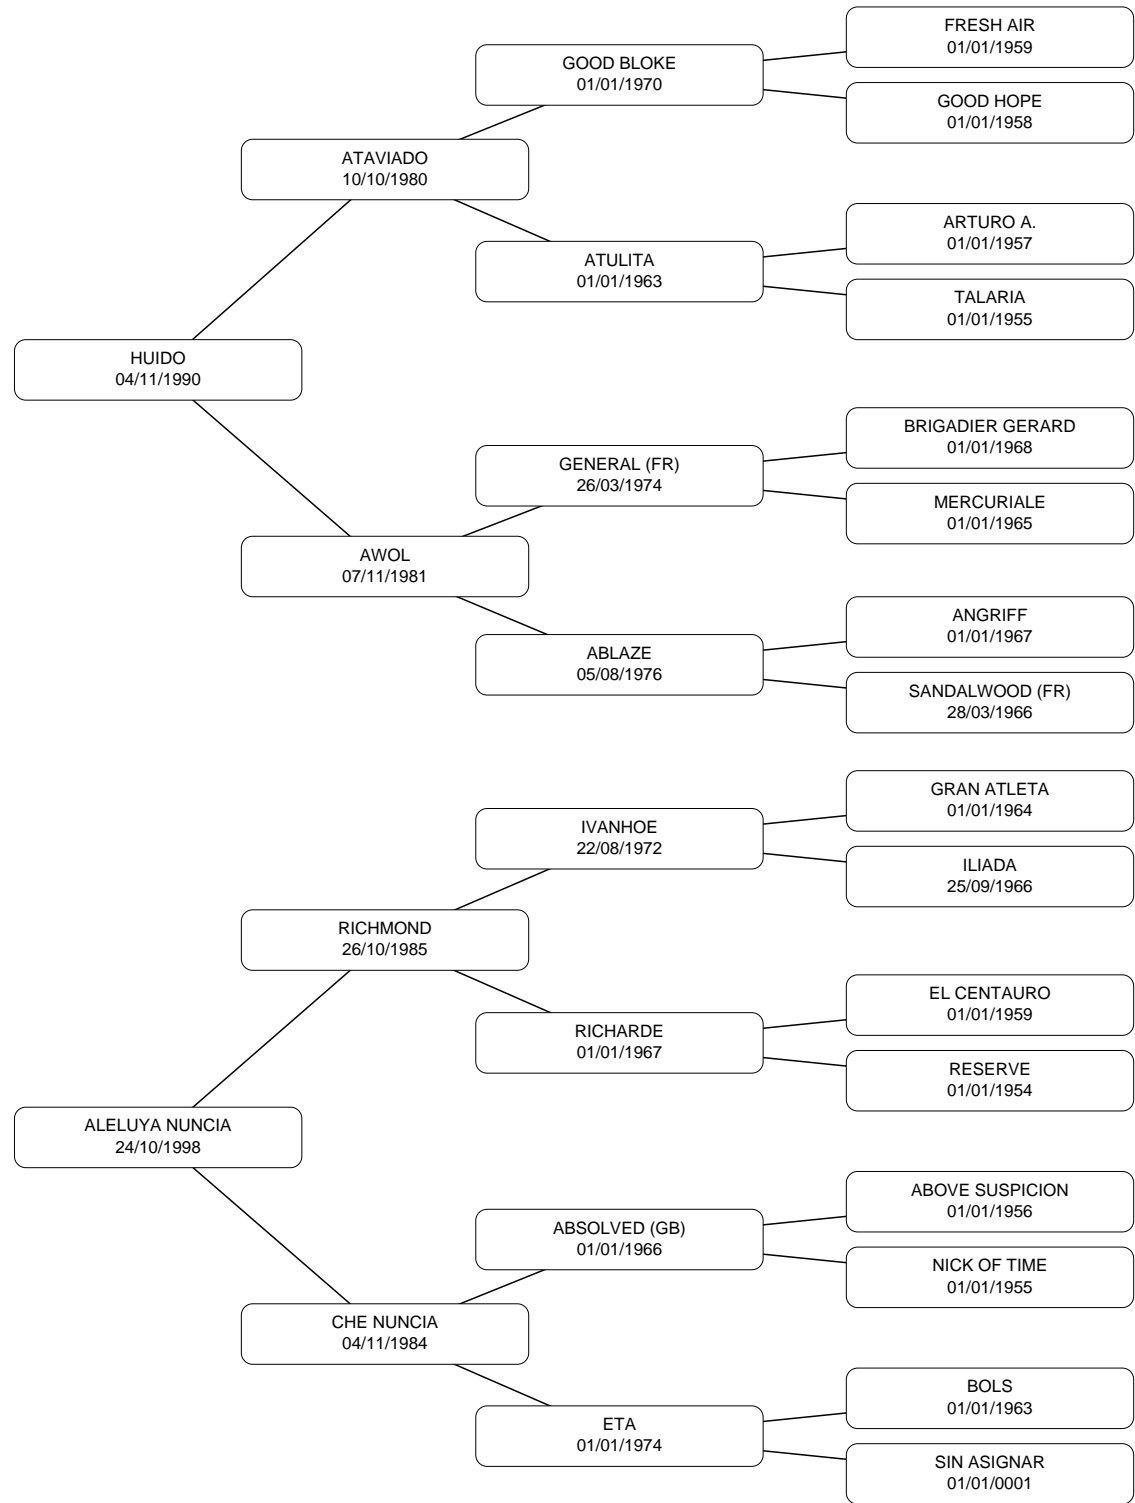 FRESH AIR
01/01/1959
GOOD BLOKE
01/01/1970
GOOD HOPE
01/01/1958
ATAVIADO
10/10/1980
ARTURO A.
01/01/1957
ATULITA
01/01/1963
TALARIA
01/01/1955
HUIDO
04/11/1990
BRIGADIER GERARD
01/01/1968
GENERAL (FR)
26/03/1974
MERCURIALE
01/01/1965
AWOL
07/11/1981
ANGRIFF
01/01/1967
ABLAZE
05/08/1976
SANDALWOOD (FR)
28/03/1966
GRAN ATLETA
01/01/1964
IVANHOE
22/08/1972
ILIADA
25/09/1966
RICHMOND
26/10/1985
EL CENTAURO
01/01/1959
RICHARDE
01/01/1967
RESERVE
01/01/1954
ALELUYA NUNCIA
24/10/1998
ABOVE SUSPICION
01/01/1956
ABSOLVED (GB)
01/01/1966
NICK OF TIME
01/01/1955
CHE NUNCIA
04/11/1984
BOLS
01/01/1963
ETA
01/01/1974
SIN ASIGNAR
01/01/0001